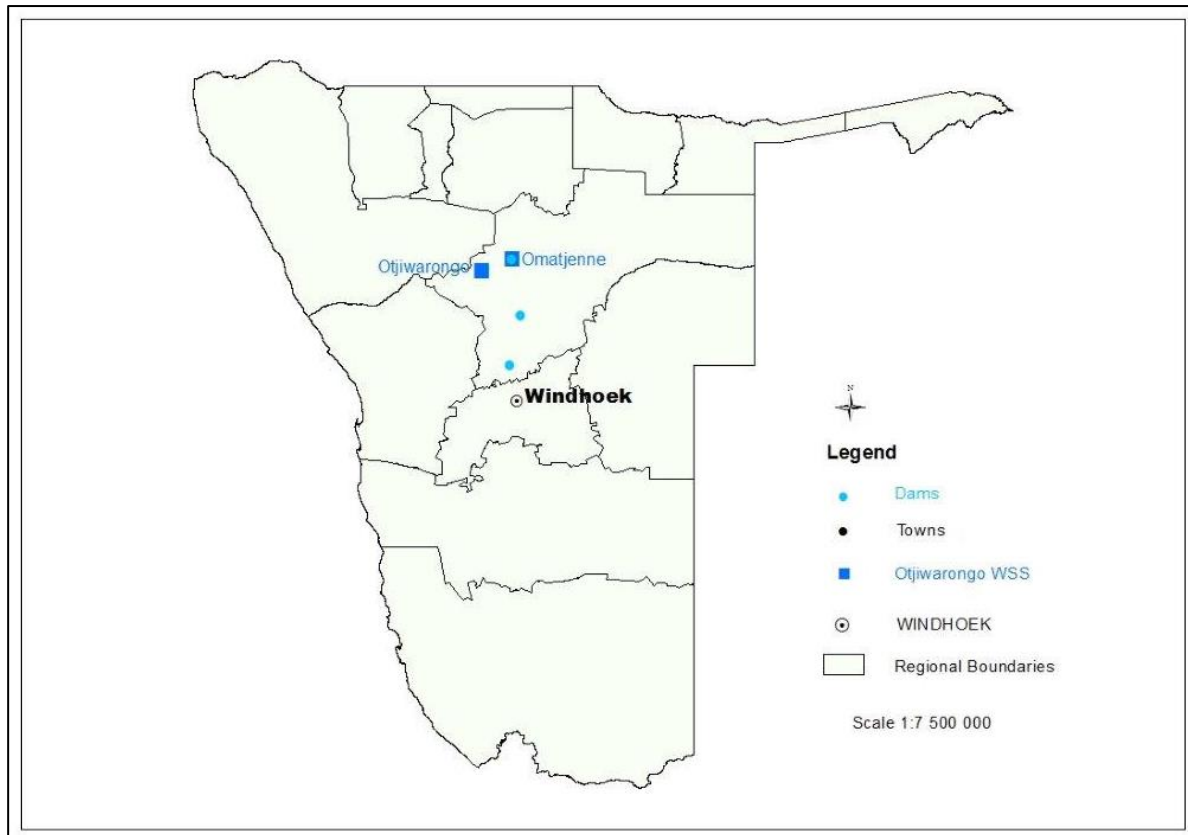 Otjiwarongo
Omatjenne
Windhoek
N
Legend
Dams
Towns
Otjiwarongo WSS
WINDHOEK
Regional Boundaries
Scale 1:7 500 000